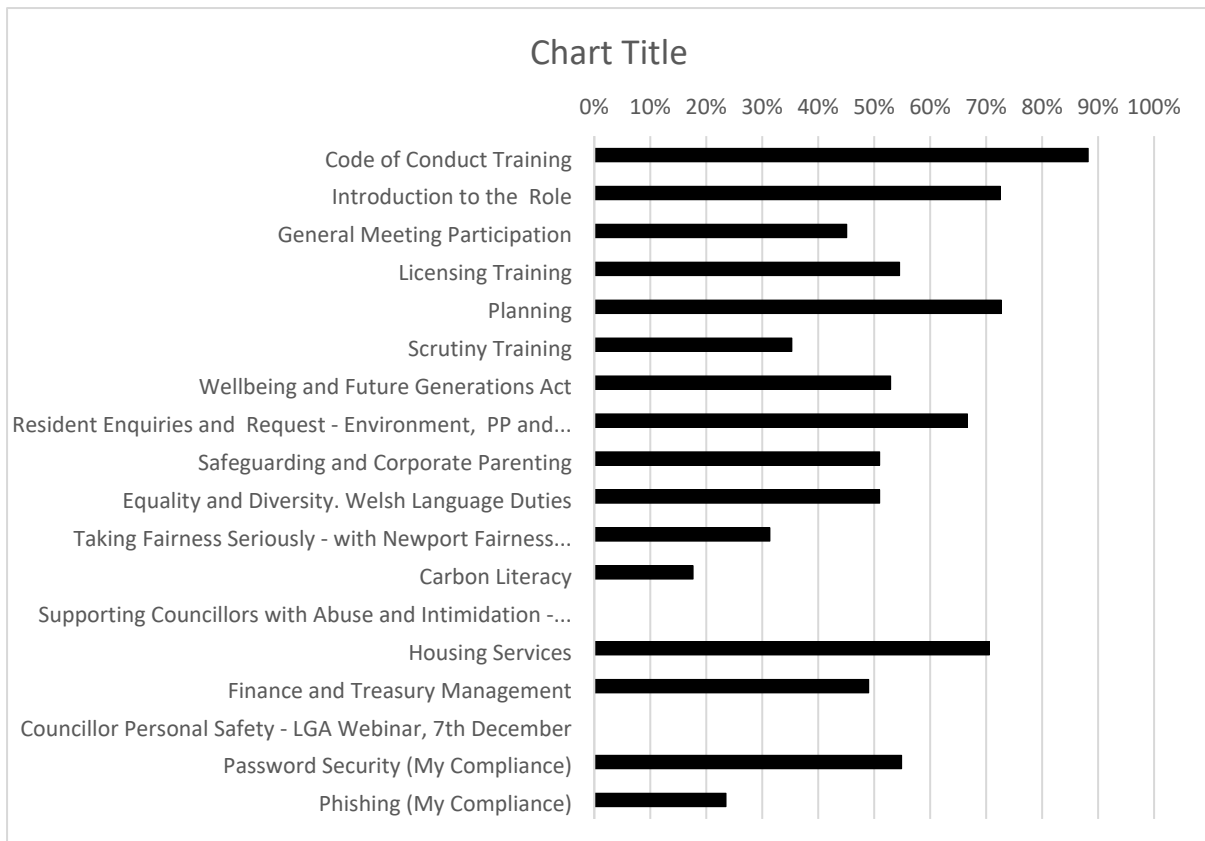 Chart Title
0% 10% 20% 30% 40% 50% 60% 70% 80% 90% 100%
Code of Conduct Training
Introduction to the  Role
General Meeting Participation
Licensing Training
Planning
Scrutiny Training
Wellbeing and Future Generations Act
Resident Enquiries and  Request - Environment,  PP and...
Safeguarding and Corporate Parenting
Equality and Diversity. Welsh Language Duties
Taking Fairness Seriously - with Newport Fairness...
Carbon Literacy
Supporting Councillors with Abuse and Intimidation -...
Housing Services
Finance and Treasury Management
Councillor Personal Safety - LGA Webinar, 7th December
Password Security (My Compliance)
Phishing (My Compliance)